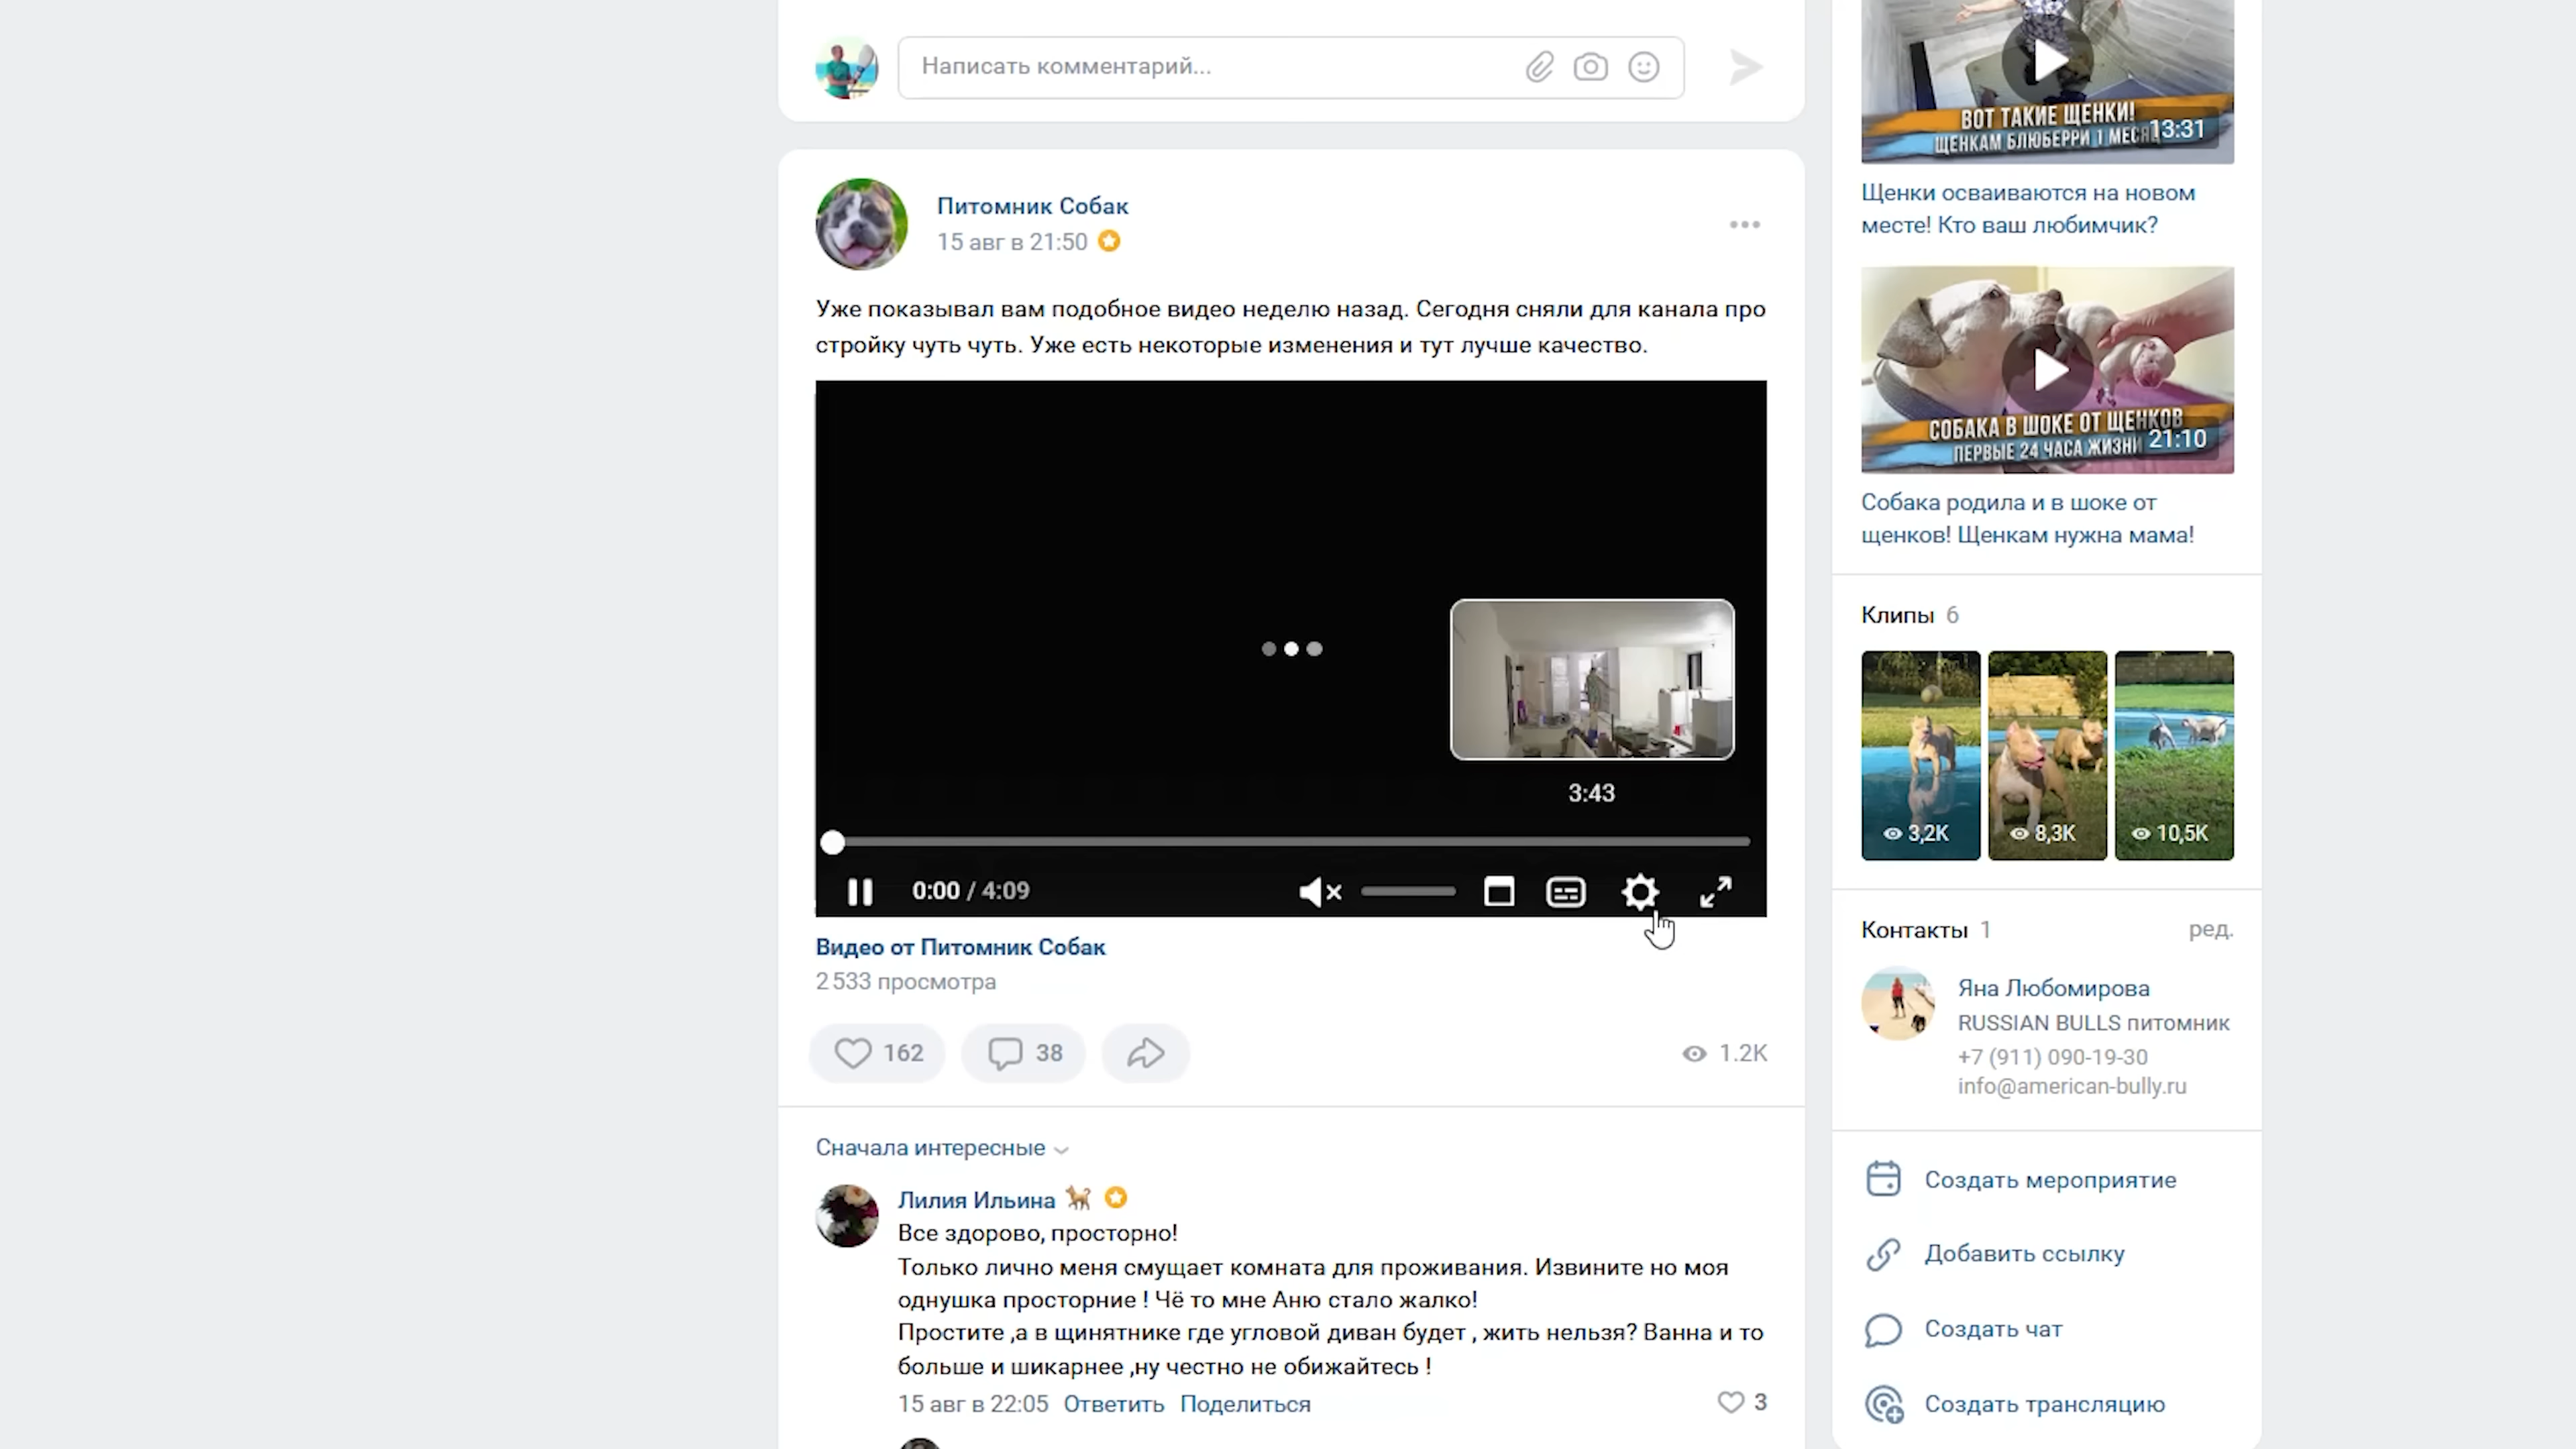 Написать комментарий...
Питомник Собак
15 авг в 21:50
Уже показывал вам подобное видео неделю назад. Сегодня сняли для канала про
стройку чуть чуть. Уже есть некоторые изменения и тут лучше качество.
3:43
0:00 / 4:09
Видео от Питомник Собак
2 533 просмотра
162
38
1.2K
Сначала интересные
Лилия Ильина
Все здорово, просторно!
Только лично меня смущает комната для проживания. Извините но моя
однушка просторние ! Чё то мне Аню стало жалко!
Простите ,а в щинятнике где угловой диван будет , жить нельзя? Ванна и то
больше и шикарнее ,ну честно не обижайтесь !
15 авг в 22:05 Ответить Поделиться
3
ВОТ ТАКИЕ ЩЕНКИ!
ЩЕНКАМ БЛЮБЕРРИ 1 МЕСЯ
13:31
Щенки осваиваются на новом
месте! Кто ваш любимчик?
СОБАКА В ШОКЕ ОТ ЩЕНКОВ
ПЕРВЫЕ 24 ЧАСА ЖИЗНИ
21:10
Собака родила и в шоке от
щенков! Щенкам нужна мама!
Клипы 6
3,2K
8,3K
10,5K
Контакты 1
ред.
Яна Любомирова
RUSSIAN BULLS питомник
+7 (911) 090-19-30
info@american-bully.ru
Создать мероприятие
Добавить ссылку
Создать чат
Создать трансляцию